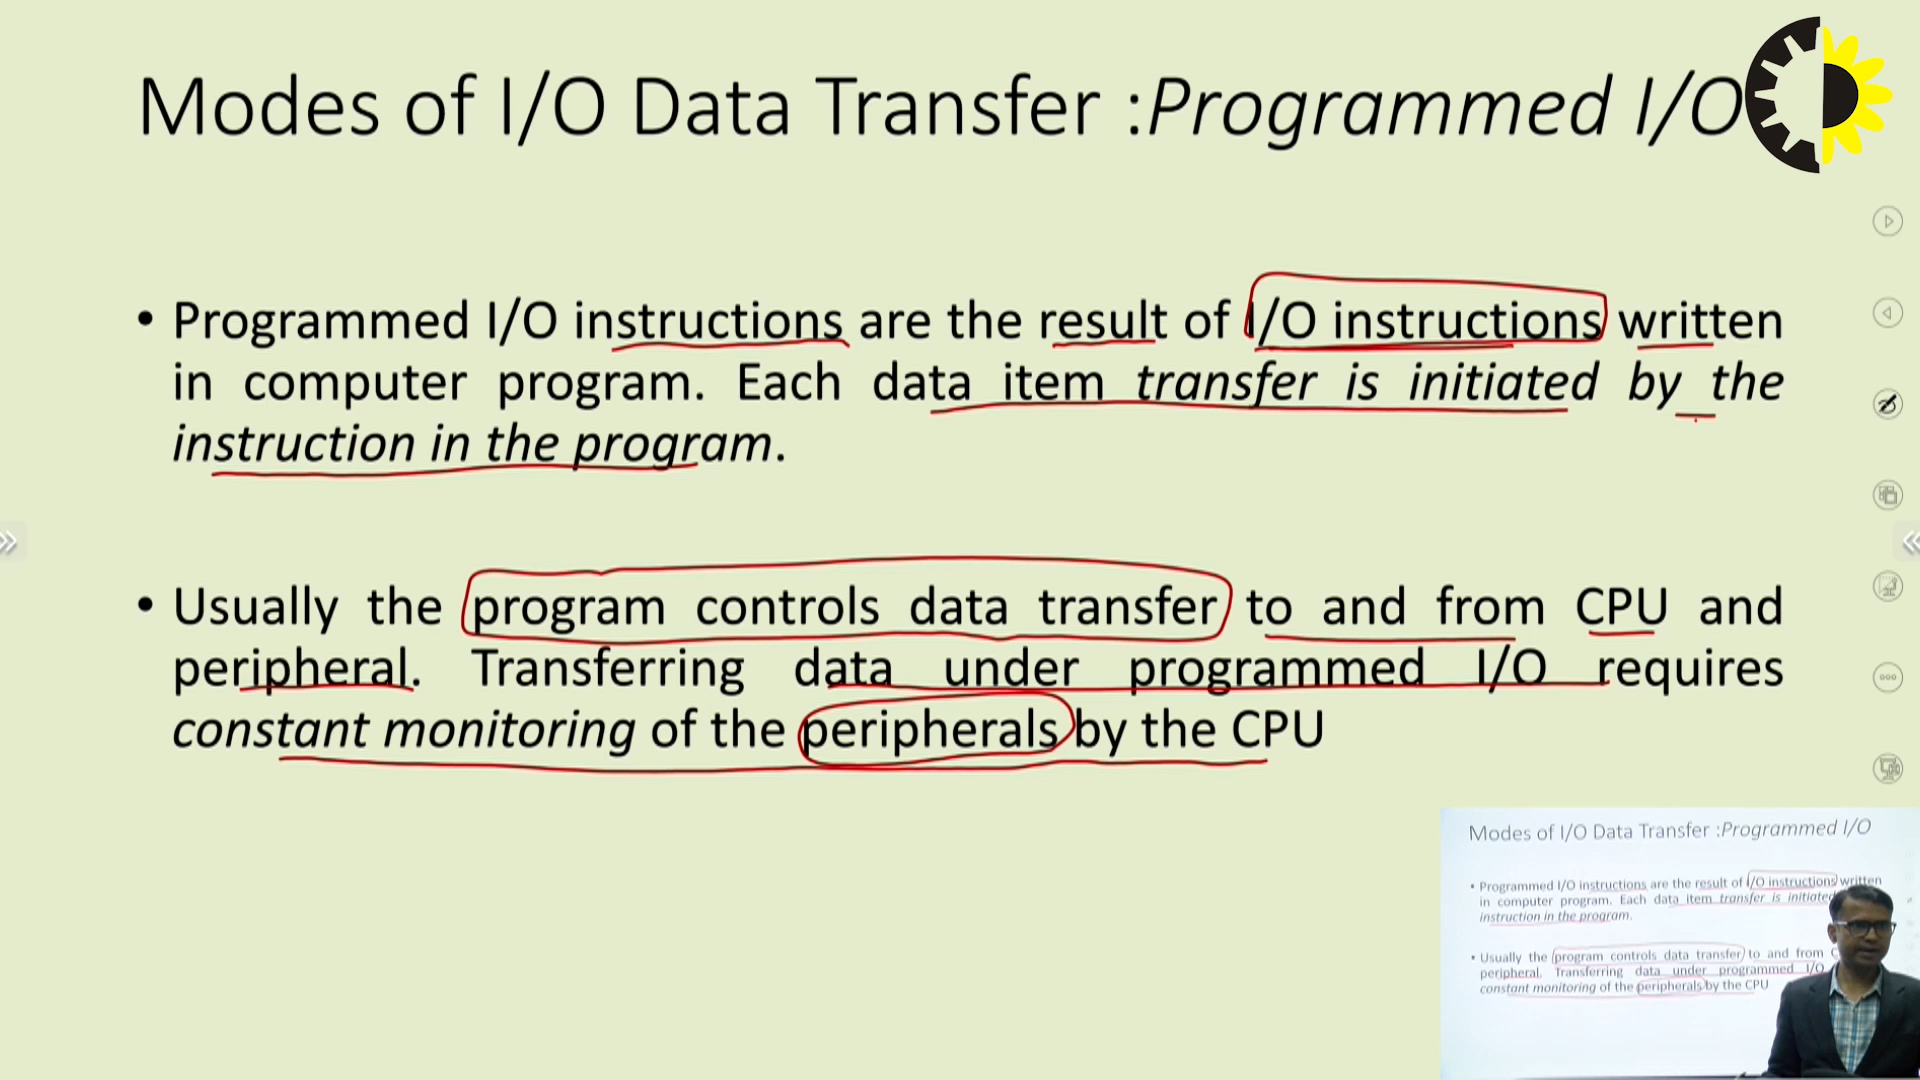 Modes of I/O Data Transfer :Programmed I/O
• Programmed I/O instructions are the result of I/O instructions written
in computer program. Each data item transfer is initiated by the
instruction in the program.
• Usually the program controls data transfer to and from CPU and
peripheral. Transferring data under programmed I/O requires
constant monitoring of the peripherals by the CPU
Modes of I/O Data Transfer :Programmed I/O
• Programmed I/O instructions are the result of I/O instructions written
in computer program. Each data item transfer is initiated
instruction in the program.
• Usually the program controls data transfer to and from
peripheral. Transferring data under programmed I/O
constant monitoring of the peripherals by the CPU